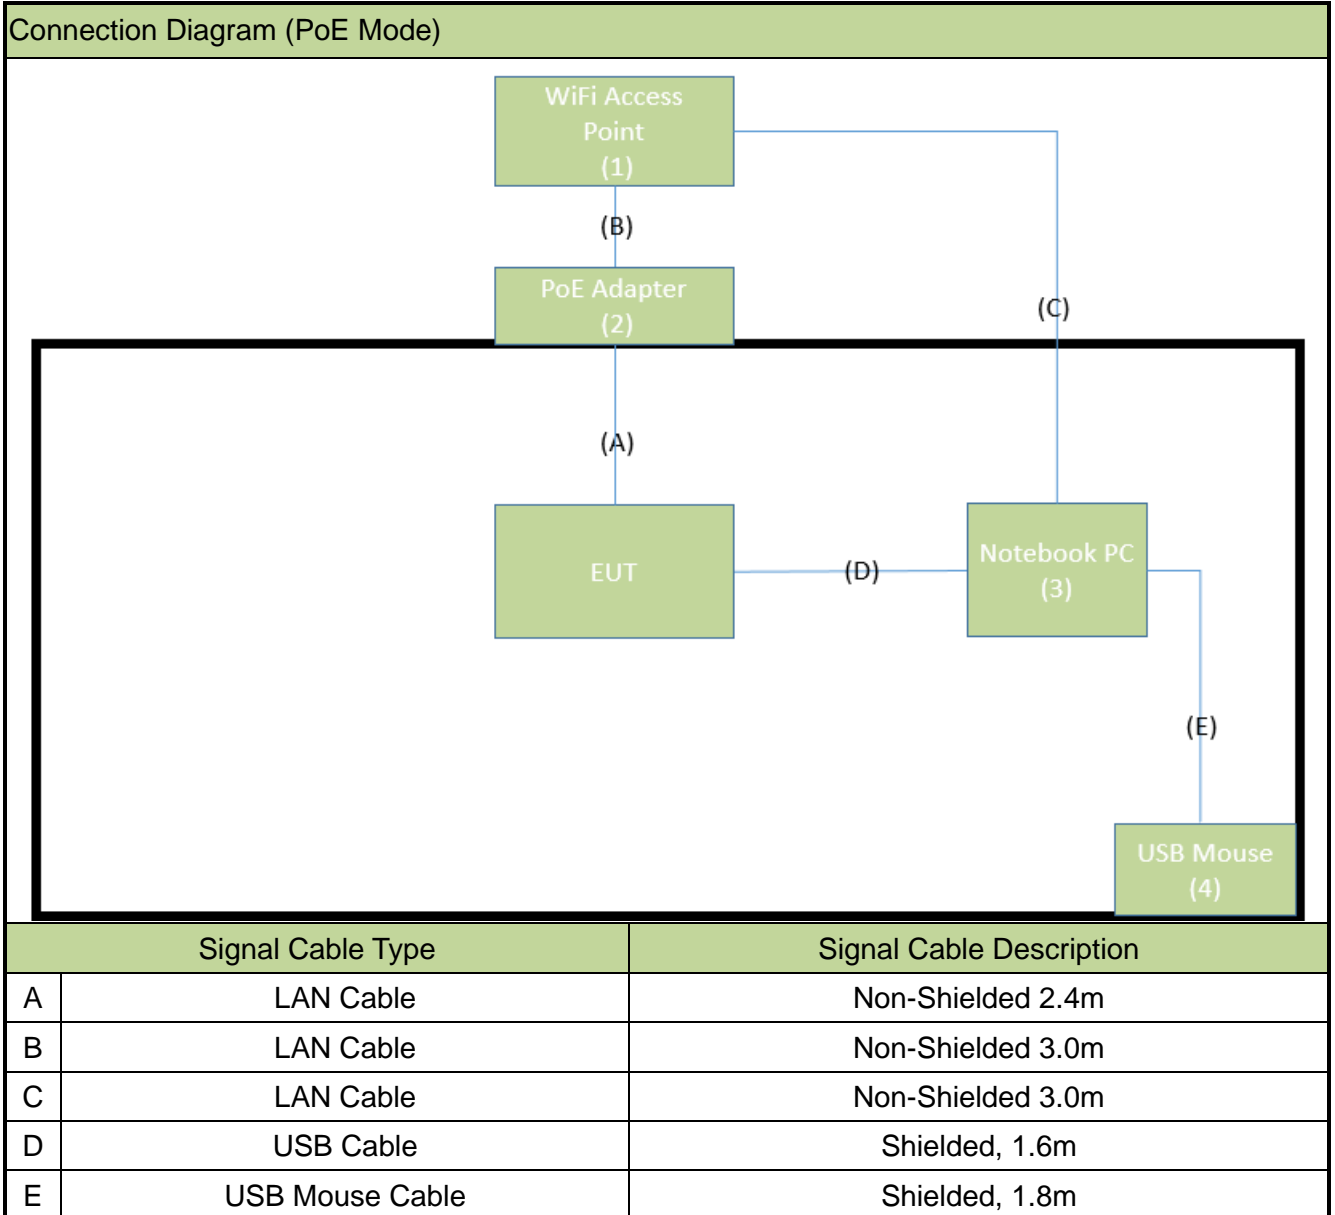 Connection Diagram (PoE Mode)
WiFi Access
Point
(1)
(B)
PoE Adapter
(2)
(C)
(A)
EUT
(D)
Notebook PC
(3)
(E)
USB Mouse
(4)
Signal Cable Type Signal Cable Description
A LAN Cable Non-Shielded 2.4m
B LAN Cable Non-Shielded 3.0m
C LAN Cable Non-Shielded 3.0m
D USB Cable Shielded, 1.6m
E USB Mouse Cable Shielded, 1.8m